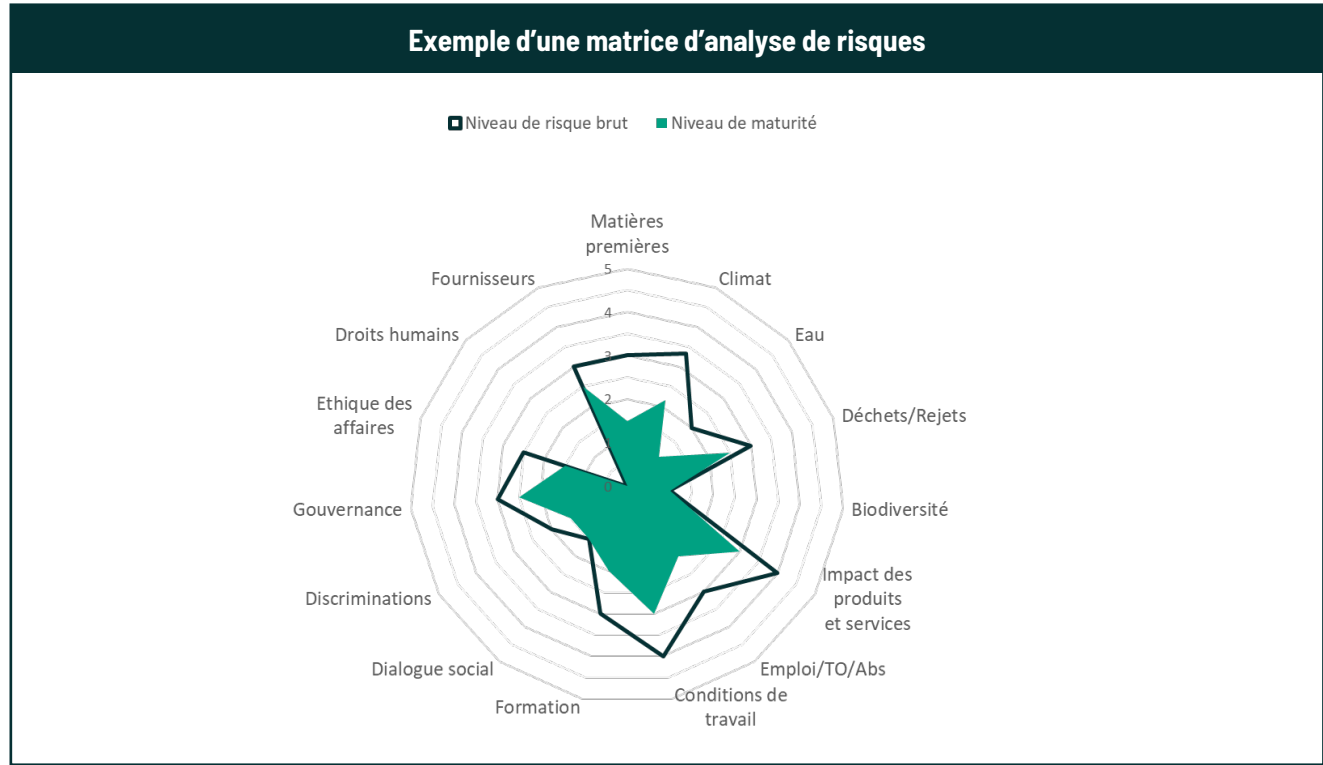 Exemple d'une matrice d'analyse de risques
Niveau de risque brut
Niveau de maturité
Matières
premières
Fournisseurs
Climat
Droits humains
Eau
Ethique des
affaires
Déchets/Rejets
Gouvernance
Biodiversité
Discriminations
Impact des
produits
et services
Dialogue social
Emploi/TO/Abs
Formation
Conditions de
travail
5
4
3
2
1
0